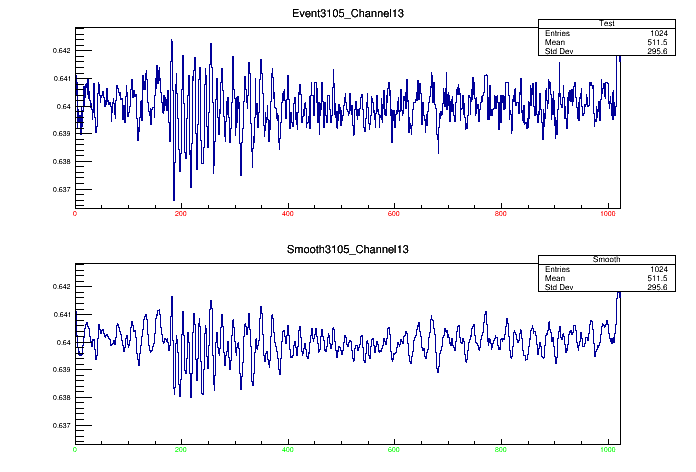 Event3105_Channel13
Test
Entries 1024
Mean 511.5
Std Dev 295.6
0.642
0.641
0.64
0.639
0.638
0.637
0 200 400 600 800 1000
Smooth3105_Channel13
Smooth
Entries 1024
Mean 511.5
Std Dev 295.6
0.642
0.641
0.64
0.639
0.638
0.637
0 200 400 600 800 1000